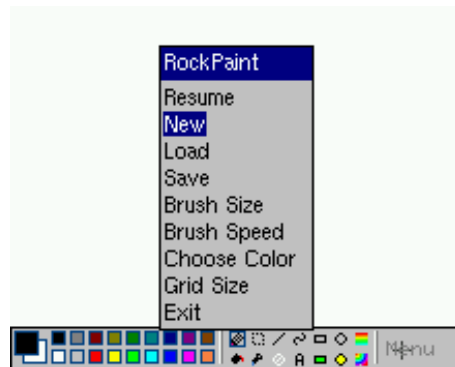 RockPaint
Resume
New
Load
Save
Brush Size
Brush Speed
Choose Color
Grid Size
Exit
Menu